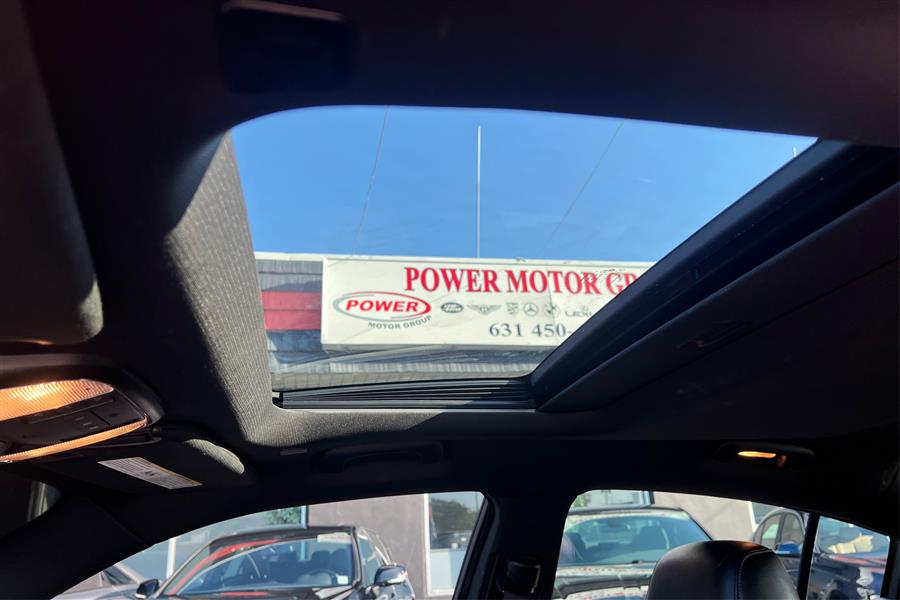 POWER MOTOR GR
POWER
MOTOR GROUP
631 450-